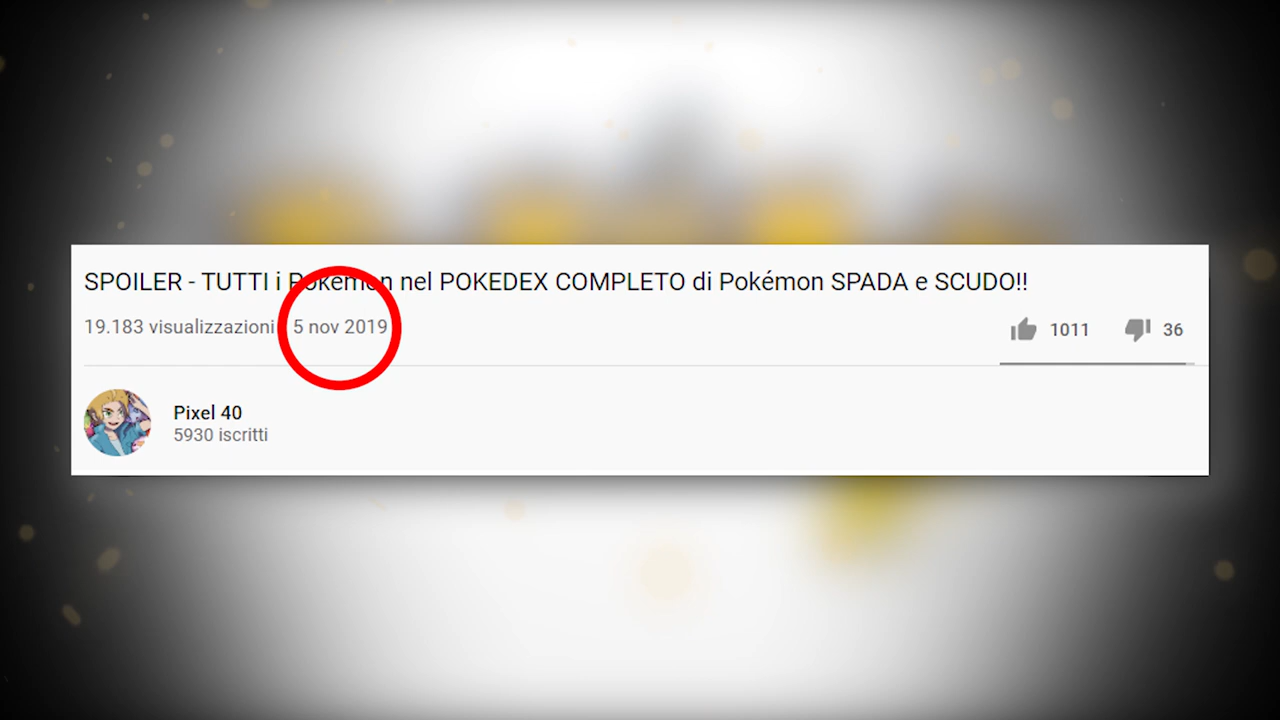 SPOILER - TUTTI i Pokémon nel POKEDEX COMPLETO di Pokémon SPADA e SCUDO!!
19.183 visualizzazioni 5 nov 2019
1011 36
Pixel 40
5930 iscritti